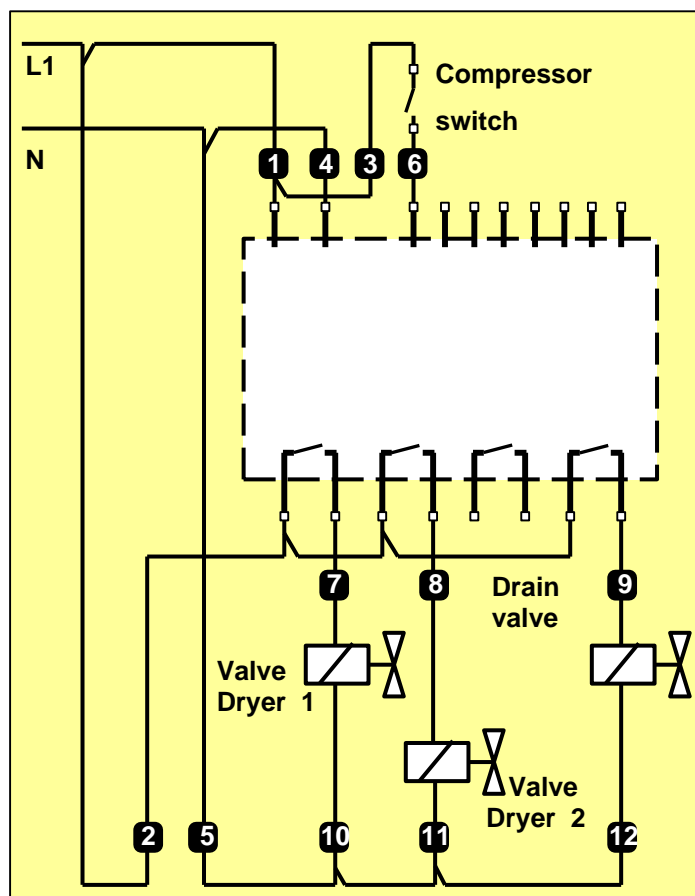 L1
Compressor
switch
N
1 4 3 6
7 8 9
Drain
valve
Valve
Dryer 1
Valve
Dryer 2
2 5 10 11 12